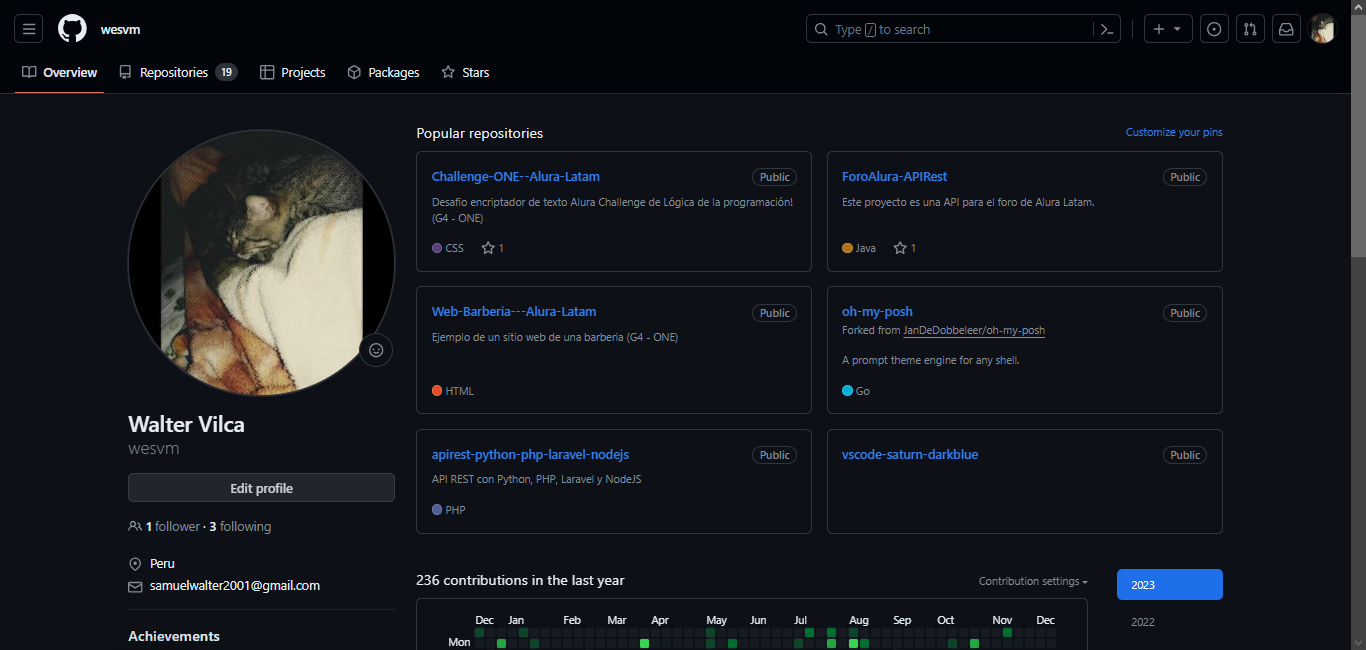 wesvm
Type / to search
Overview
Repositories 19
Projects
Packages
Stars
Walter Vilca
wesvm
Edit profile
1 follower · 3 following
Peru
samuelwalter2001@gmail.com
Achievements
Popular repositories
Customize your pins
Challenge-ONE--Alura-Latam
Public
Desafio encriptador de texto Alura Challenge de Lógica de la programación!
(G4 - ONE)
CSS
1
ForoAlura-APIRest
Public
Este proyecto es una API para el foro de Alura Latam.
Java
1
Web-Barberia---Alura-Latam
Public
Ejemplo de un sitio web de una barberia (G4 - ONE)
HTML
oh-my-posh
Public
Forked from JanDeDobbeleer/oh-my-posh
A prompt theme engine for any shell.
Go
apirest-python-php-laravel-nodejs
Public
API REST con Python, PHP, Laravel y NodeJS
PHP
vscode-saturn-darkblue
Public
236 contributions in the last year
Contribution settings
2023
2022
Dec Jan Feb Mar Apr May Jun Jul Aug Sep Oct Nov Dec
Mon